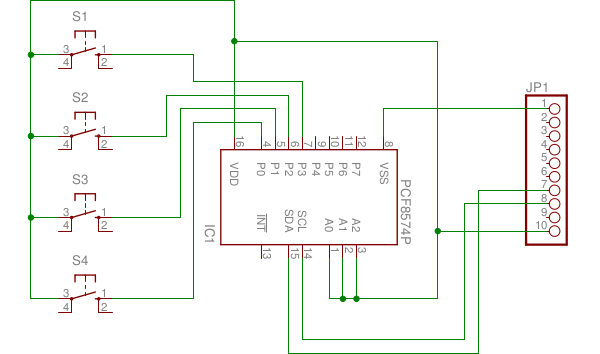 S1
3 1
4 2
S2
3 1
4 2
S3
3 1
4 2
S4
3 1
4 2
16 4 5 6 7 9 10 11 12 8
VDD P0 P1 P2 P3 P4 P5 P6 P7 VSS
IC1
PCF8574P
INT SDA SCL A0 A1 A2
13 15 14 1 2 3
JP1
1
2
3
4
5
6
7
8
9
10